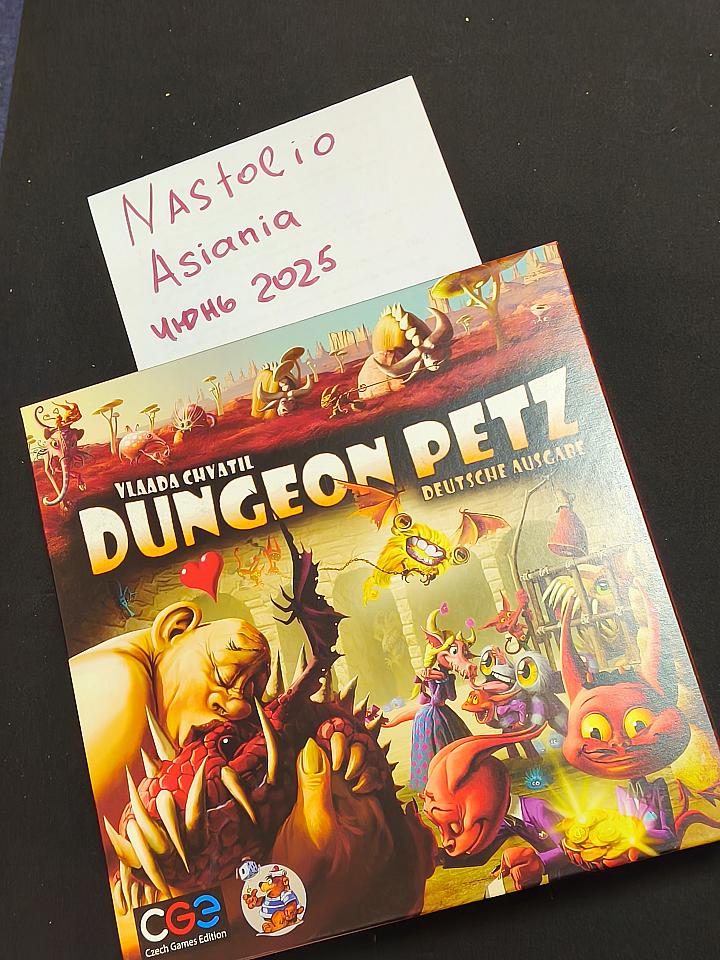 Nastolio
Asiania
июнь 2025
VLAADA CHVATIL
DUNGEON PETZ
DEUTSCHE AUSGABE
CGE
Czech Games Edition